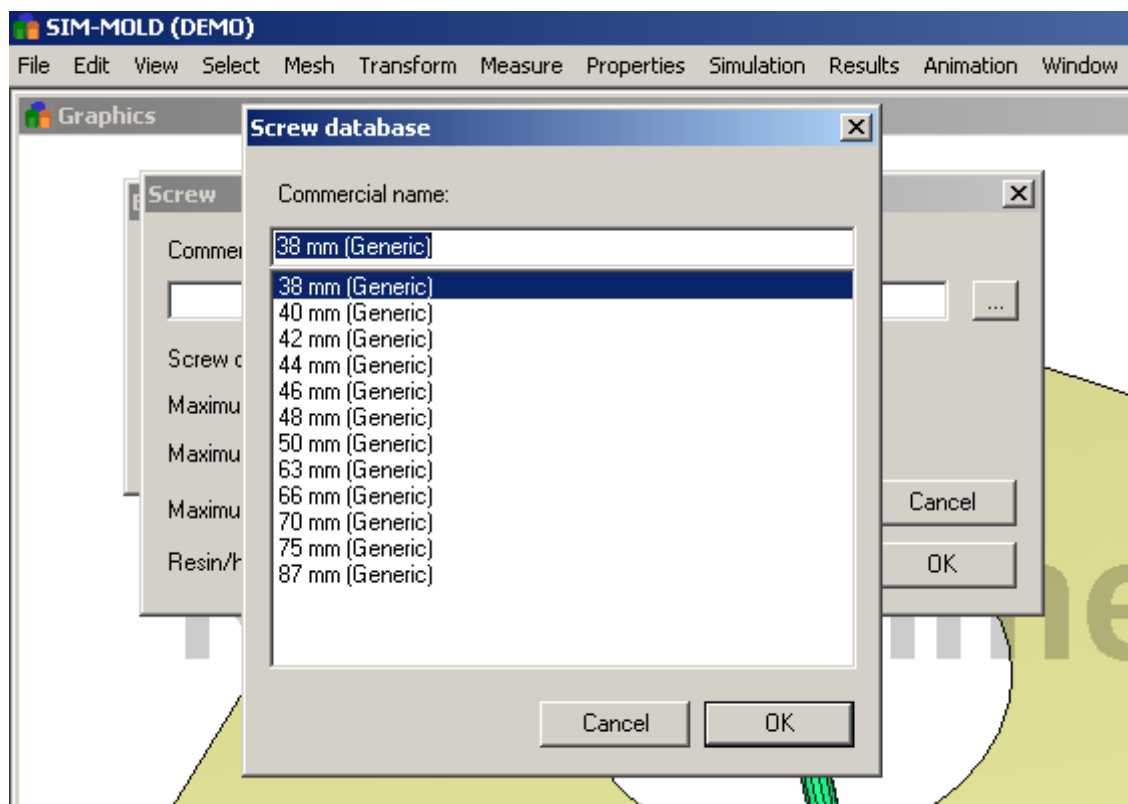 SIM-MOLD (DEMO)
File Edit View Select Mesh Transform Measure Properties Simulation Results Animation Window
Graphics
Screw database
Screw
Commercial name:
38 mm (Generic)
...
38 mm (Generic)
40 mm (Generic)
42 mm (Generic)
44 mm (Generic)
46 mm (Generic)
48 mm (Generic)
50 mm (Generic)
63 mm (Generic)
66 mm (Generic)
70 mm (Generic)
75 mm (Generic)
87 mm (Generic)
Commer
Screw
Maximu
Maximu
Maximu
Resin/h
Cancel
OK
Cancel
OK